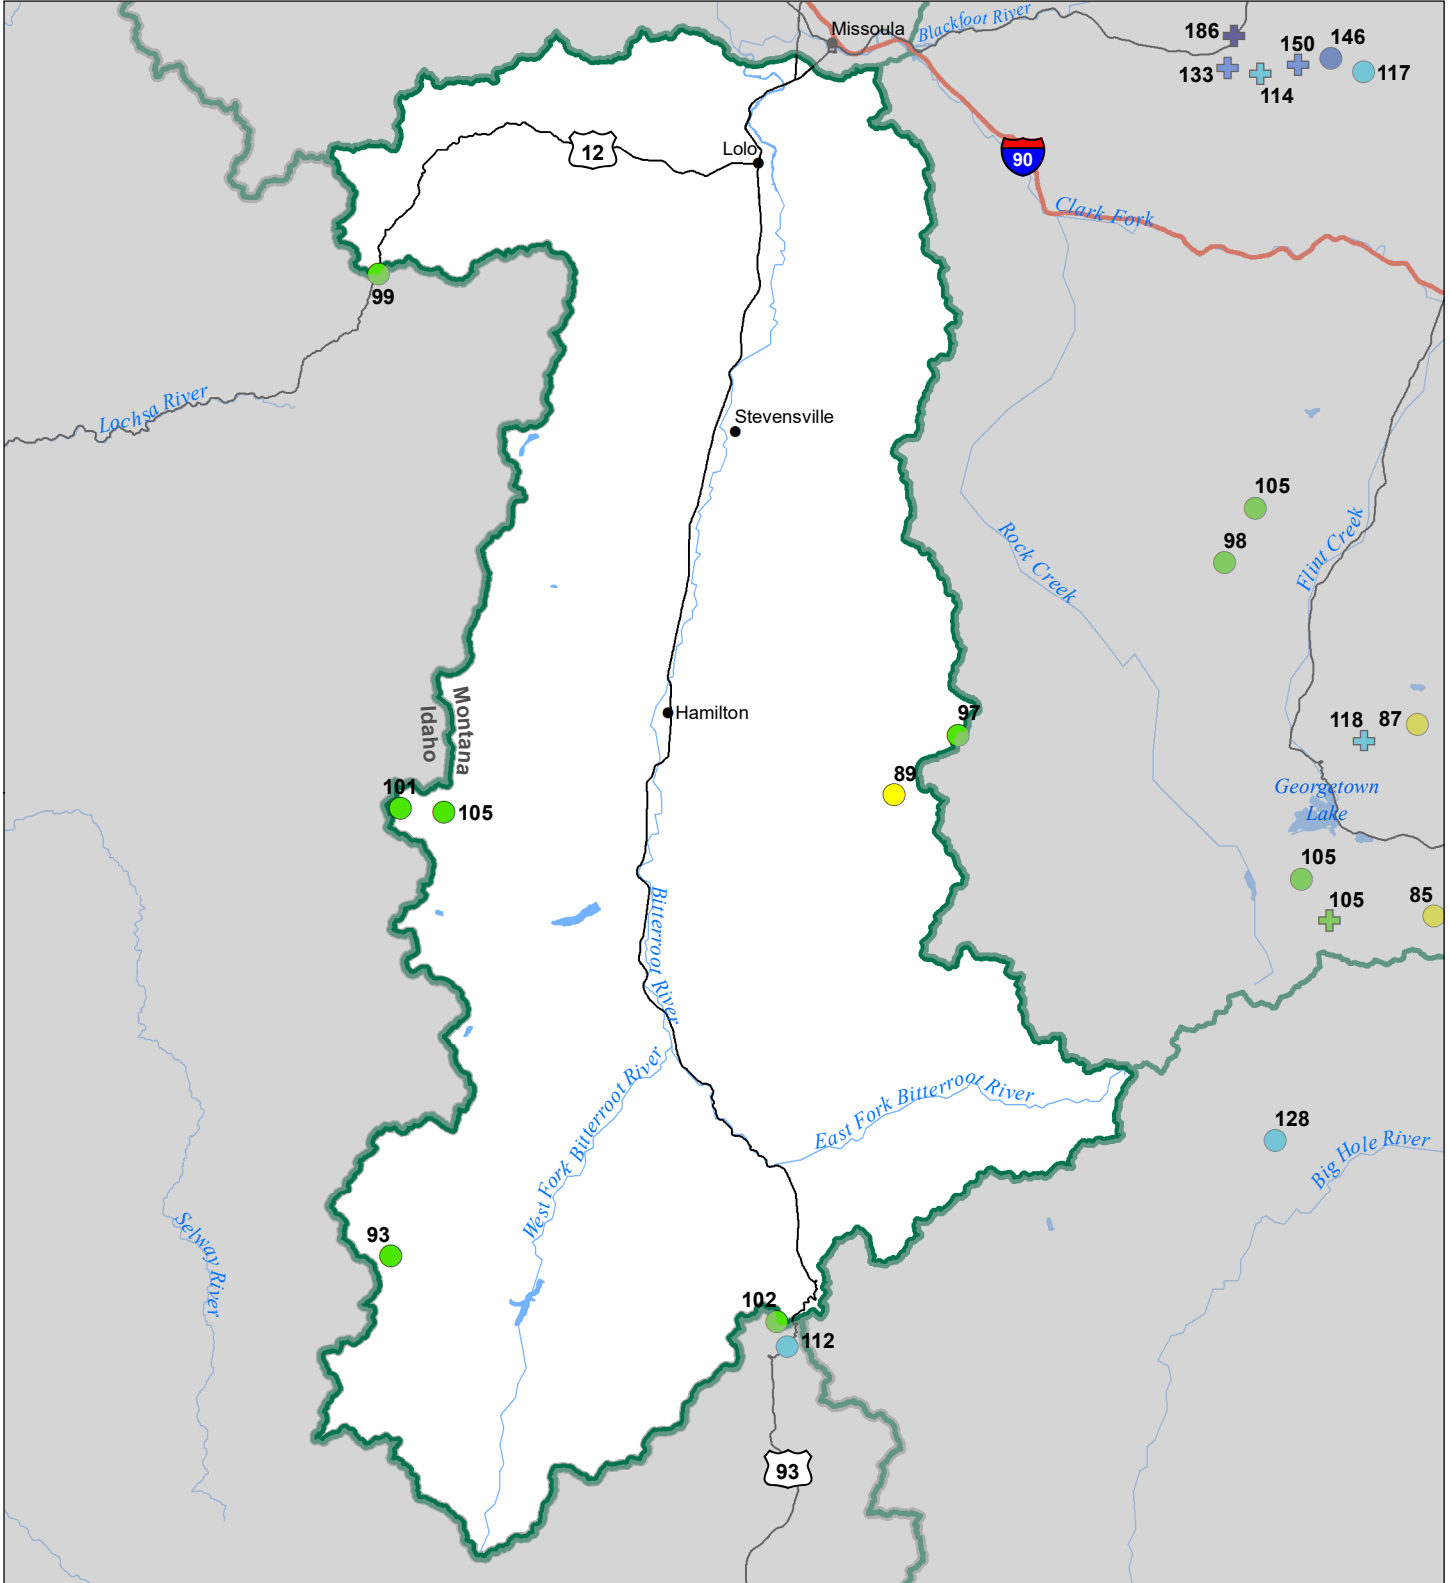 Missoula
Blackfoot River
186
133
114
150
146
117
12
Lolo
90
Clark Fork
99
Lochsa River
Stevensville
105
98
Rock Creek
Flint Creek
Montana
Idaho
Hamilton
97
118
87
89
101
105
Georgetown
Lake
105
105
85
Bitterroot River
West Fork Bitterroot River
East Fork Bitterroot River
128
Big Hole River
Selway River
93
102
112
93